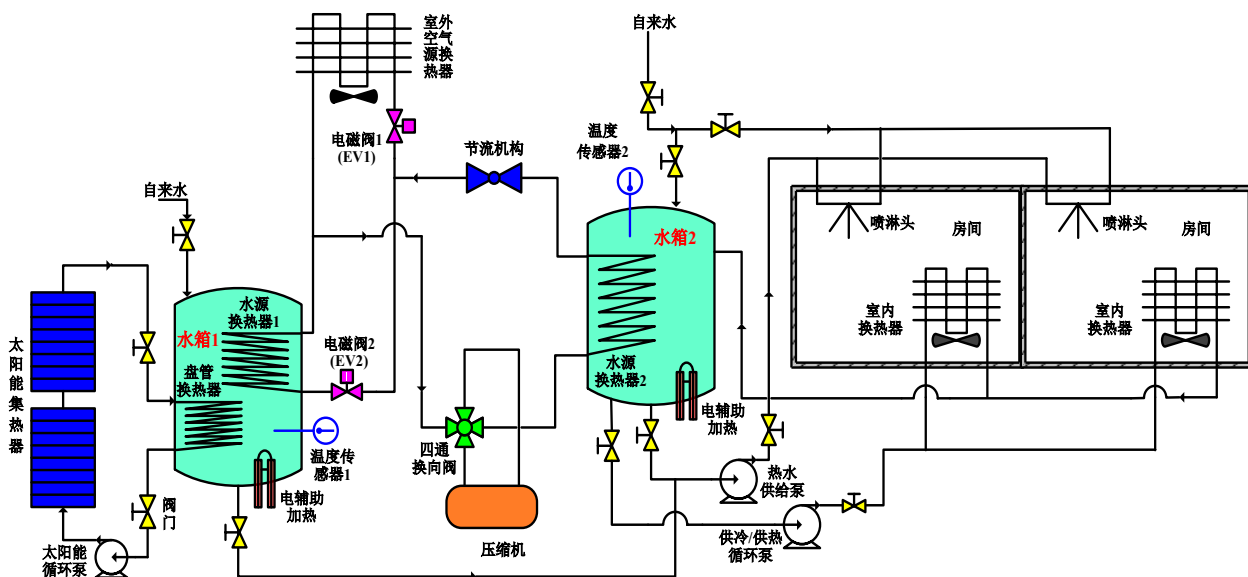 室外
空气
源换
热器
自来水
电磁阀1
(EV1)
节流机构
温度
传感器2
自来水
水箱2
喷淋头
房间
喷淋头
房间
水源
换热器1
水箱1
电磁阀2
(EV2)
室内
换热器
室内
换热器
太
阳
能
集
热
器
盘管
换热器
水源
换热器2
电辅助
加热
温度传
感器1
四通
换向阀
热水
供给泵
阀
门
电辅助
加热
压缩机
太阳能
循环泵
供冷/供热
循环泵